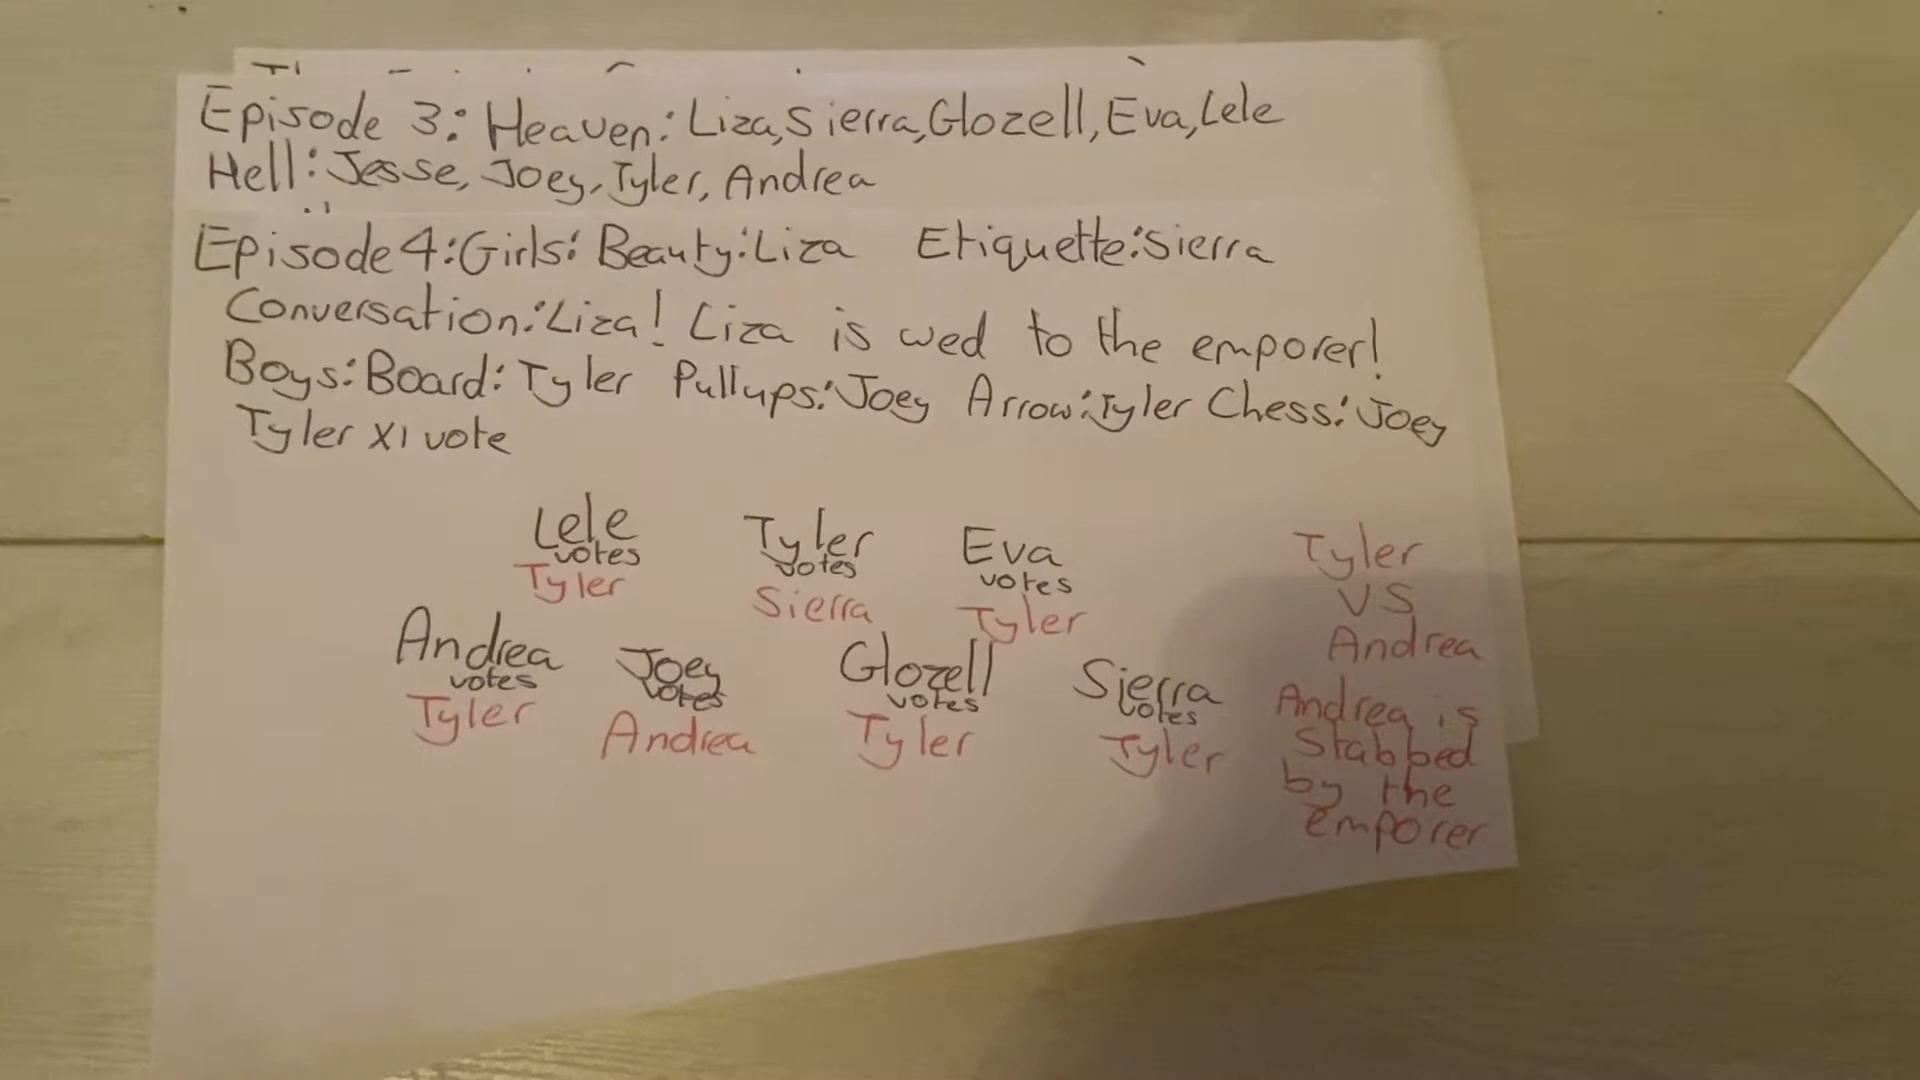 Episode 3: Heaven: Liza, Sierra, Glozell, Eva, Lele
Hell: Jesse, Joey, Tyler, Andrea
Episode 4: Girls: Beauty: Liza Etiquette: Sierra
Conversation: Liza! Liza is wed to the emporer!
Boys: Board: Tyler Pullups: Joey Arrow: Tyler Chess: Joey
Tyler x1 vote
Lele
votes
Tyler
Tyler
votes
Sierra
Eva
votes
Tyler
Andrea
votes
Tyler
Joey
votes
Andrea
Glozell
votes
Tyler
Sierra
votes
Tyler
Tyler
VS
Andrea
Andrea is
Stabbed
by the
emporer